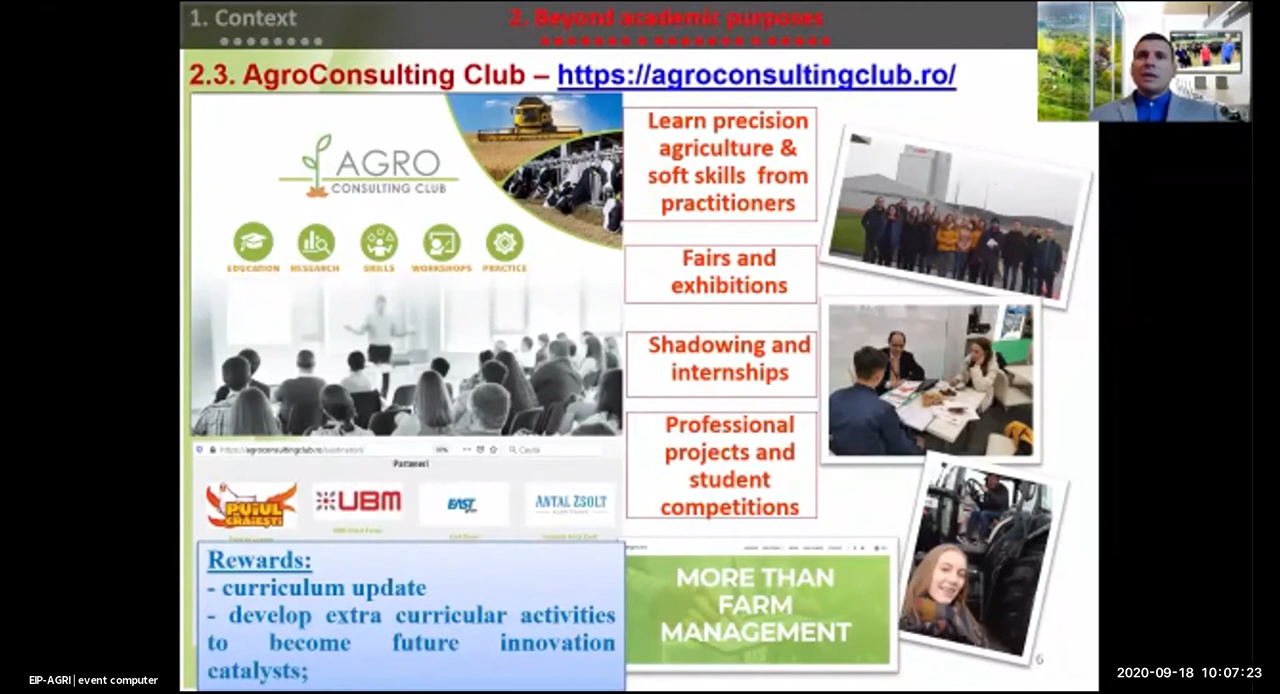 1. Context
2. Beyond academic purposes
2.3. AgroConsulting Club – https://agroconsultingclub.ro/
AGRO
CONSULTING CLUB
EDUCATION RESEARCH SKILLS WORKSHOPS PRACTICE
Learn precision
agriculture &
soft skills from
practitioners
Fairs and
exhibitions
Shadowing and
internships
Professional
projects and
student
competitions
Parteneri
PUIUL
CRAIEȘTI
UBM
EAST
ANTAL ZSOLT
Rewards:
- curriculum update
- develop extra curricular activities
to become future innovation
catalysts;
MORE THAN
FARM
MANAGEMENT
6
EIP-AGRI | event computer
2020-09-18 10:07:23